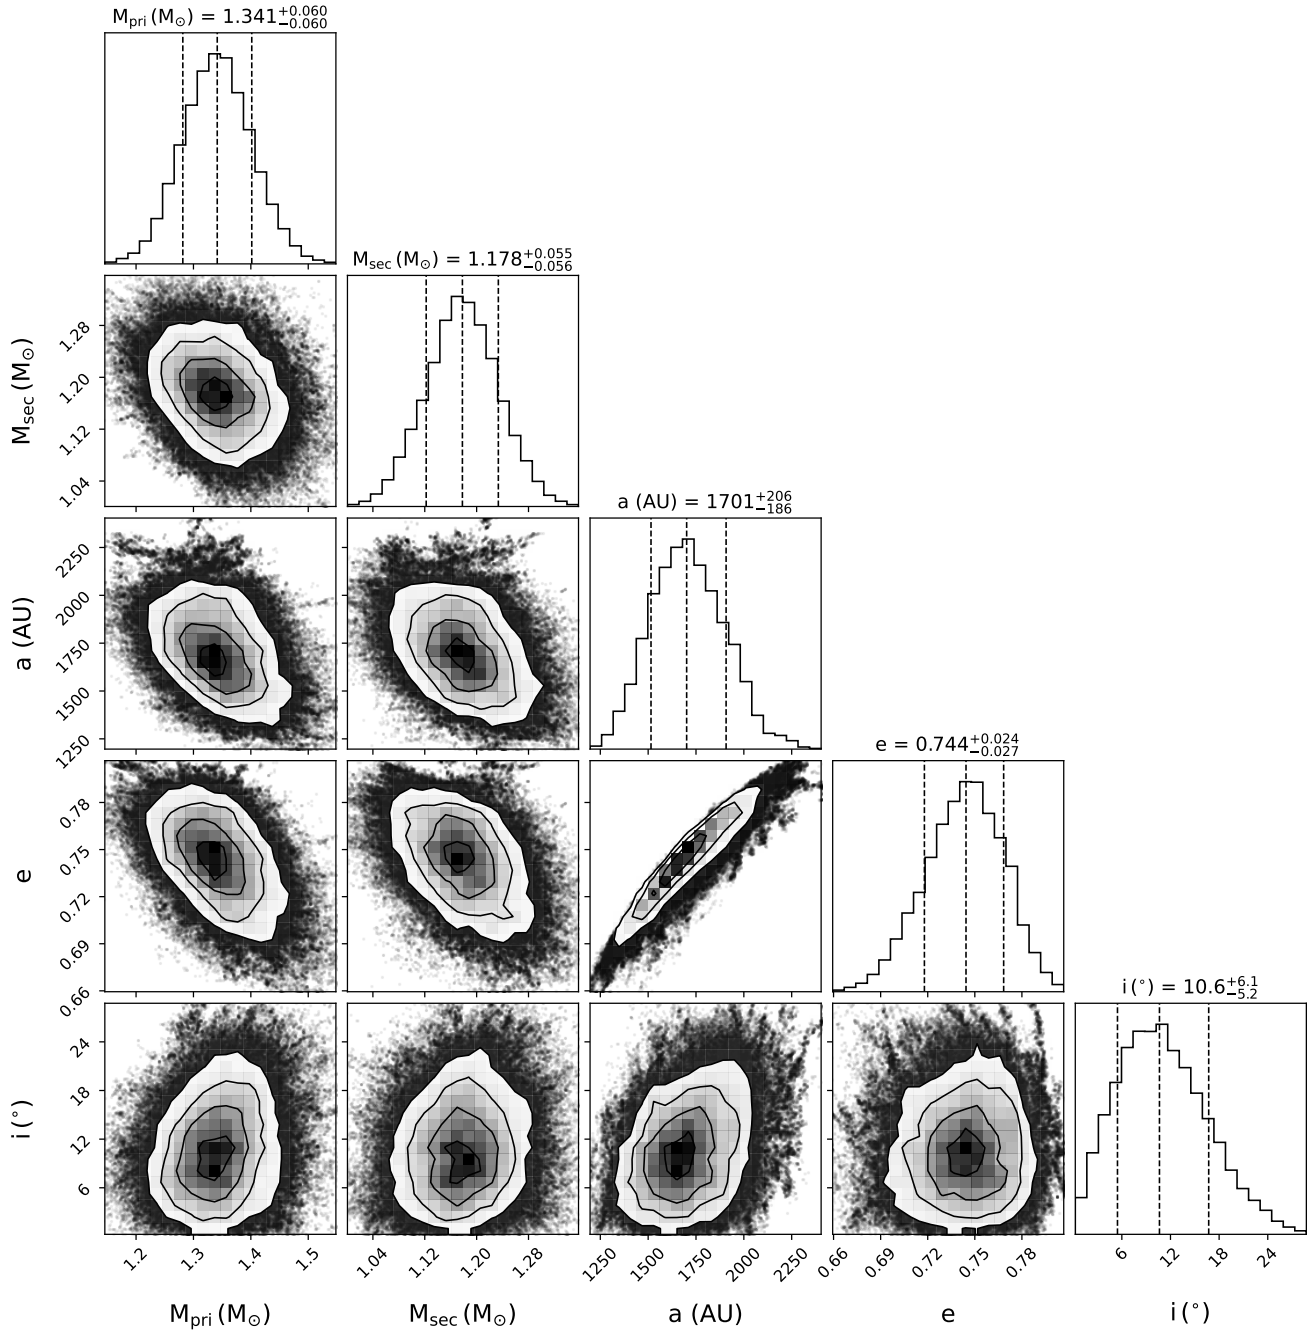 M_pri (M_⊙) = 1.341^{+0.060}_{−0.060}
M_sec (M_⊙) = 1.178^{+0.055}_{−0.056}
M_sec (M_⊙)
1.28
1.20
1.12
1.04
a (AU) = 1701^{+206}_{−186}
a (AU)
2250
2000
1750
1500
1250
e = 0.744^{+0.024}_{−0.027}
e
0.78
0.75
0.72
0.69
0.66
i (°) = 10.6^{+6.1}_{−5.2}
i (°)
24
18
12
6
1.2 1.3 1.4 1.5
1.04 1.12 1.20 1.28
1250 1500 1750 2000 2250
0.66 0.69 0.72 0.75 0.78
6 12 18 24
M_pri (M_⊙) M_sec (M_⊙) a (AU) e i (°)